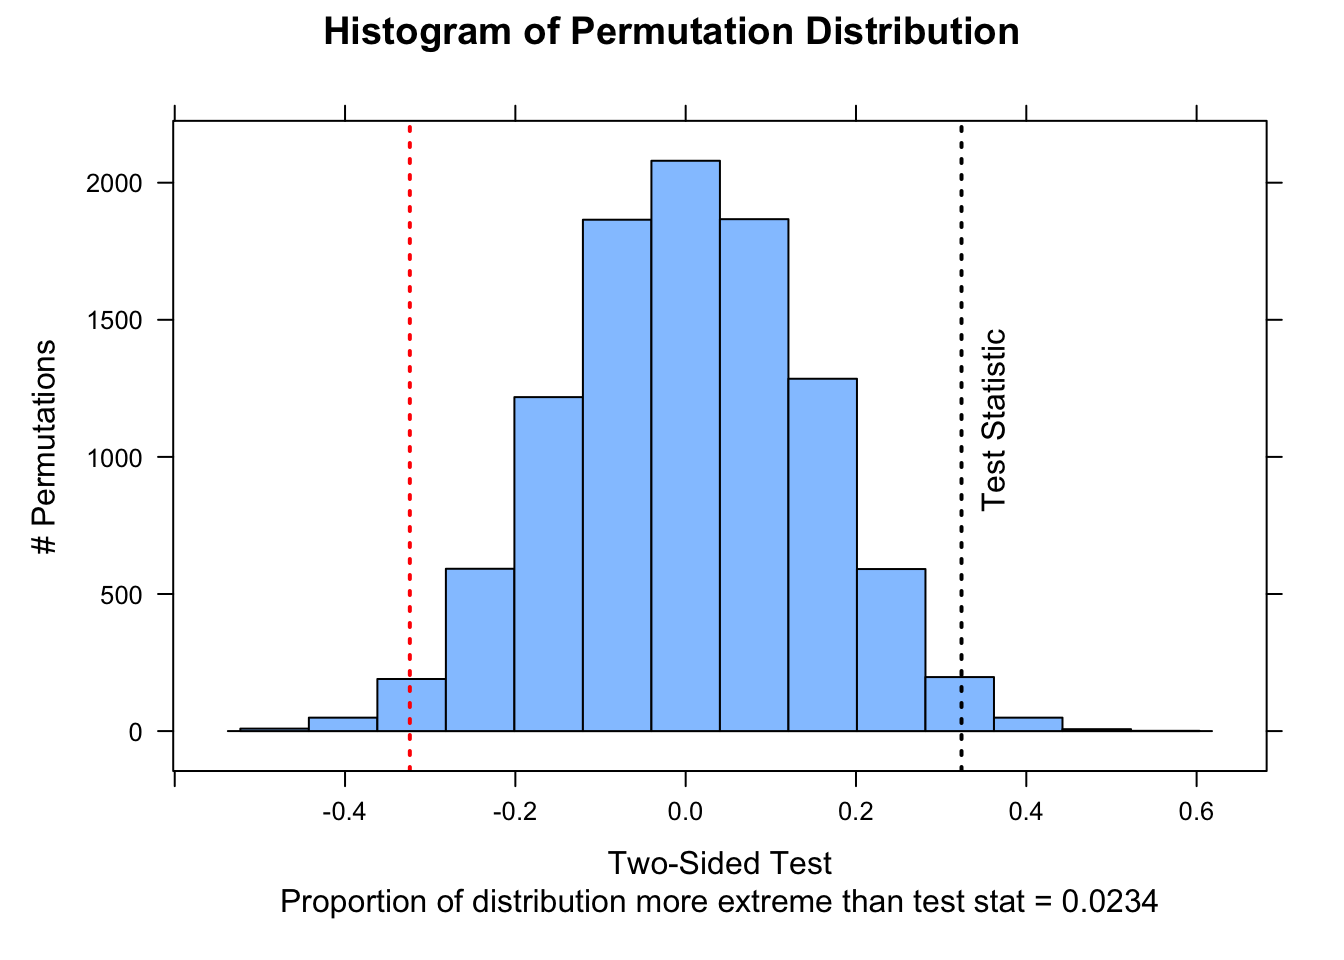 Histogram of Permutation Distribution
2000
1500
1000
500
0
# Permutations
Test Statistic
-0.4
-0.2
0.0
0.2
0.4
0.6
Two-Sided Test
Proportion of distribution more extreme than test stat = 0.0234